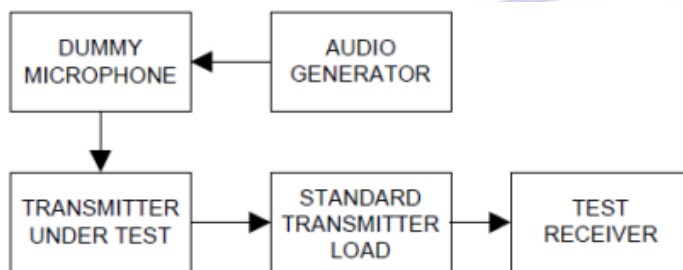 DUMMY
MICROPHONE
AUDIO
GENERATOR
TRANSMITTER
UNDER TEST
STANDARD
TRANSMITTER
LOAD
TEST
RECEIVER